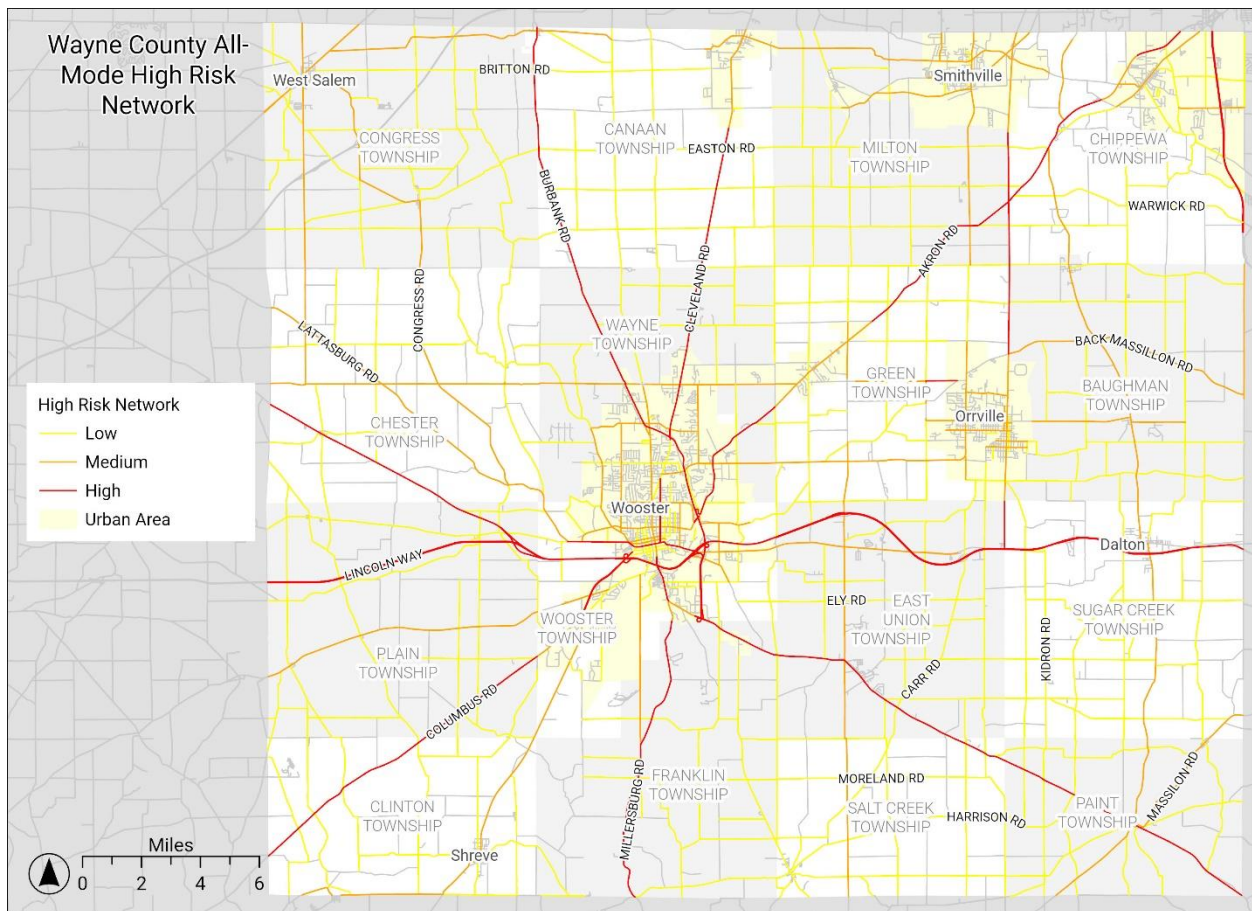 Wayne County All-
Mode High Risk
Network
West Salem
BRITTON RD
Smithville
CONGRESS
TOWNSHIP
CANAAN
TOWNSHIP
EASTON RD
MILTON
TOWNSHIP
CHIPPEWA
TOWNSHIP
WARWICK RD
BURBANK RD
CLEVELAND RD
AKRON RD
CONGRESS RD
LATTASBURG RD
WAYNE
TOWNSHIP
BACK MASSILLON RD
GREEN
TOWNSHIP
BAUGHMAN
TOWNSHIP
High Risk Network
Low
Medium
High
Urban Area
CHESTER
TOWNSHIP
Orrville
Wooster
LINCOLN WAY
Dalton
ELY RD
EAST
UNION
TOWNSHIP
SUGAR CREEK
TOWNSHIP
WOOSTER
TOWNSHIP
KIDRON RD
PLAIN
TOWNSHIP
CARR RD
COLUMBUS RD
FRANKLIN
TOWNSHIP
MORELAND RD
MASSILON RD
CLINTON
TOWNSHIP
SALT CREEK
TOWNSHIP
HARRISON RD
PAINT
TOWNSHIP
MILLERSBURG RD
Shreve
Miles
0 2 4 6